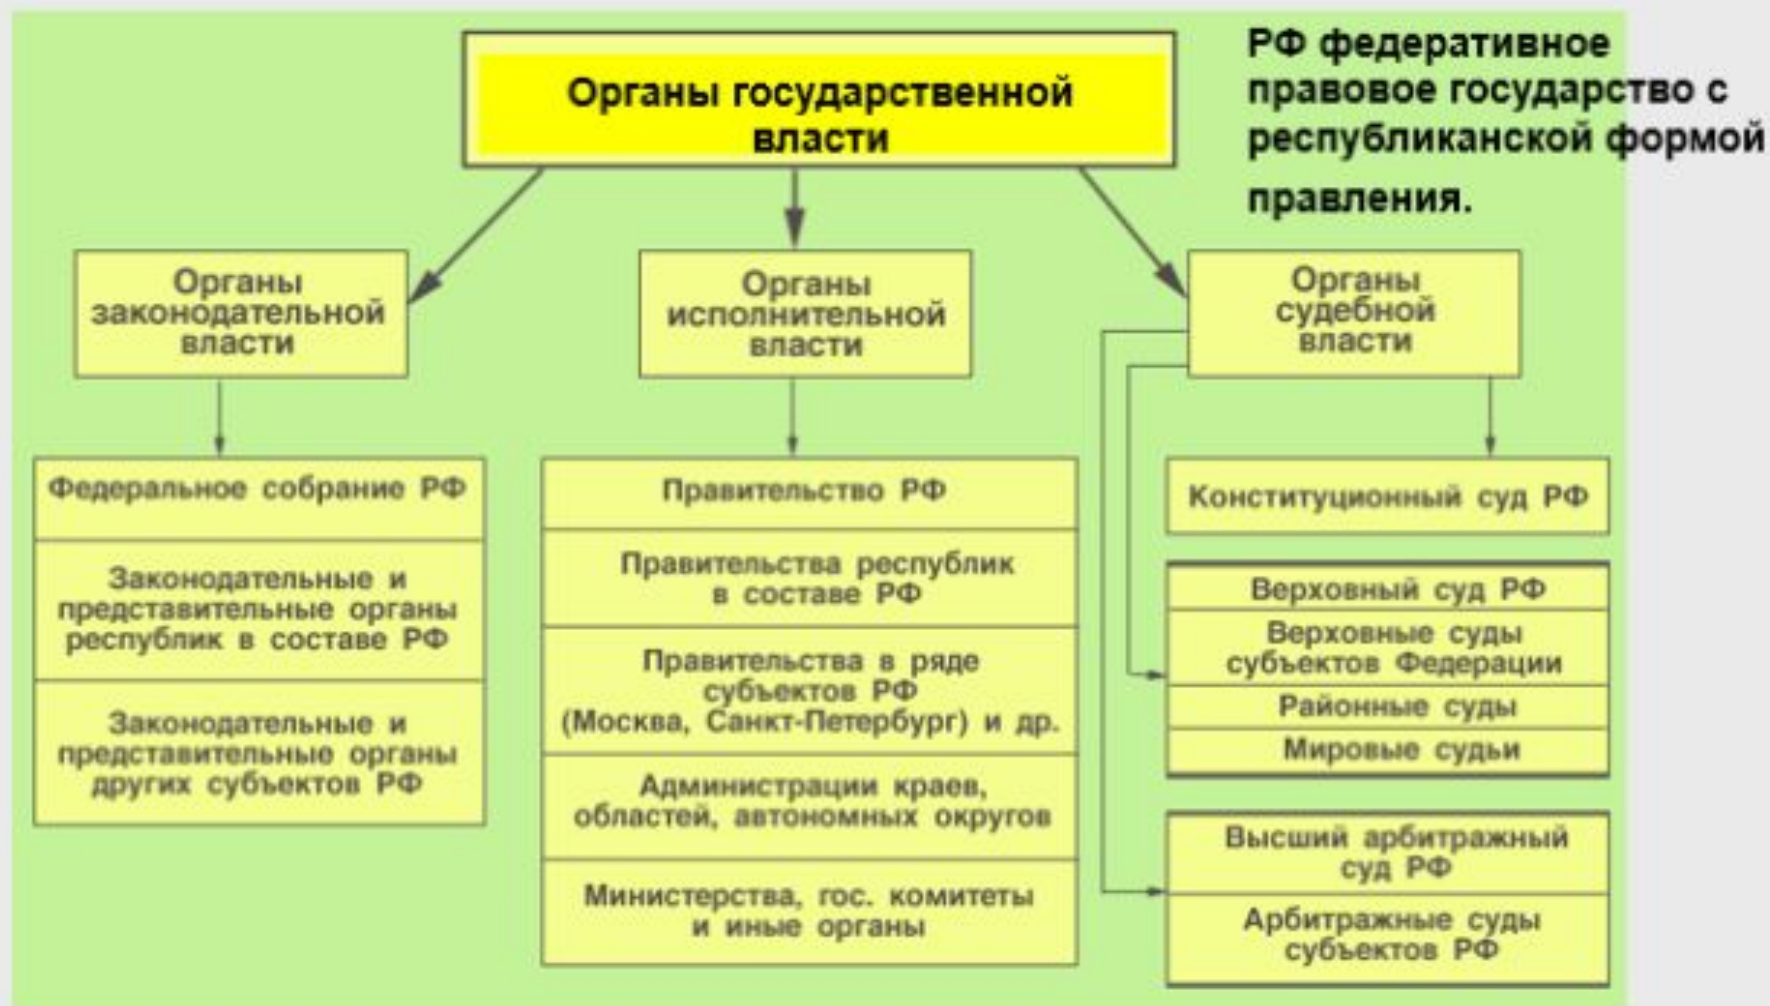 Органы государственной
власти
РФ федеративное
правовое государство с
республиканской формой
правления.
Органы
законодательной
власти
Органы
исполнительной
власти
Органы
судебной
власти
Федеральное собрание РФ
Законодательные и
представительные органы
республик в составе РФ
Законодательные и
представительные органы
других субъектов РФ
Правительство РФ
Правительства республик
в составе РФ
Правительства в ряде
субъектов РФ
(Москва, Санкт-Петербург) и др.
Администрации краев,
областей, автономных округов
Министерства, гос. комитеты
и иные органы
Конституционный суд РФ
Верховный суд РФ
Верховные суды
субъектов Федерации
Районные суды
Мировые судьи
Высший арбитражный
суд РФ
Арбитражные суды
субъектов РФ